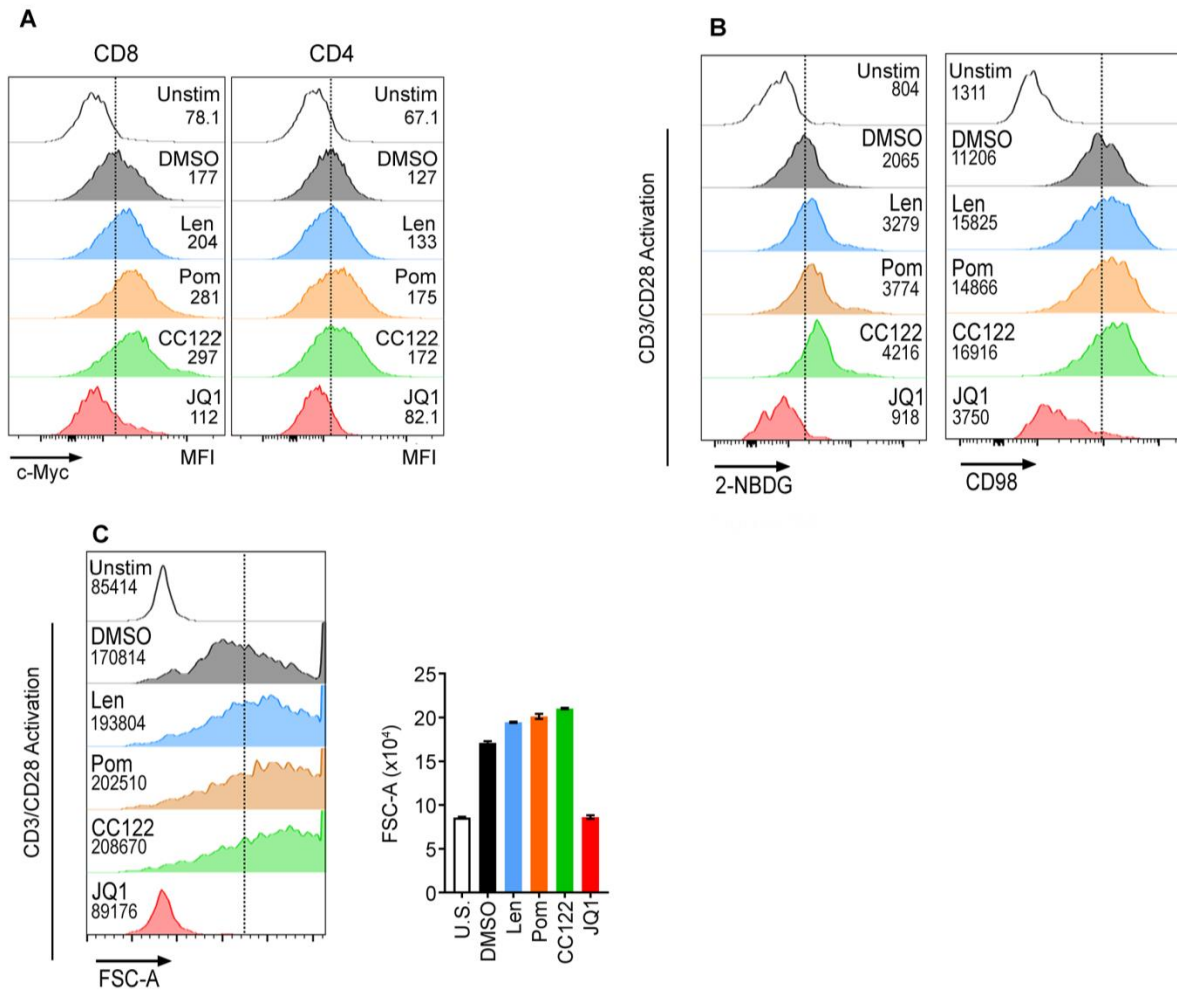 A
CD8
CD4
Unstim
78.1
DMSO
177
Len
204
Pom
281
CC122
297
JQ1
112
Unstim
67.1
DMSO
127
Len
133
Pom
175
CC122
172
JQ1
82.1
c-Myc
MFI
MFI
B
CD3/CD28 Activation
Unstim
804
DMSO
2065
Len
3279
Pom
3774
CC122
4216
JQ1
918
2-NBDG
Unstim
1311
DMSO
11206
Len
15825
Pom
14866
CC122
16916
JQ1
3750
CD98
C
CD3/CD28 Activation
Unstim
85414
DMSO
170814
Len
193804
Pom
202510
CC122
208670
JQ1
89176
FSC-A
FSC-A (x10⁴)
25
20
15
10
5
0
U.S.
DMSO
Len
Pom
CC122
JQ1